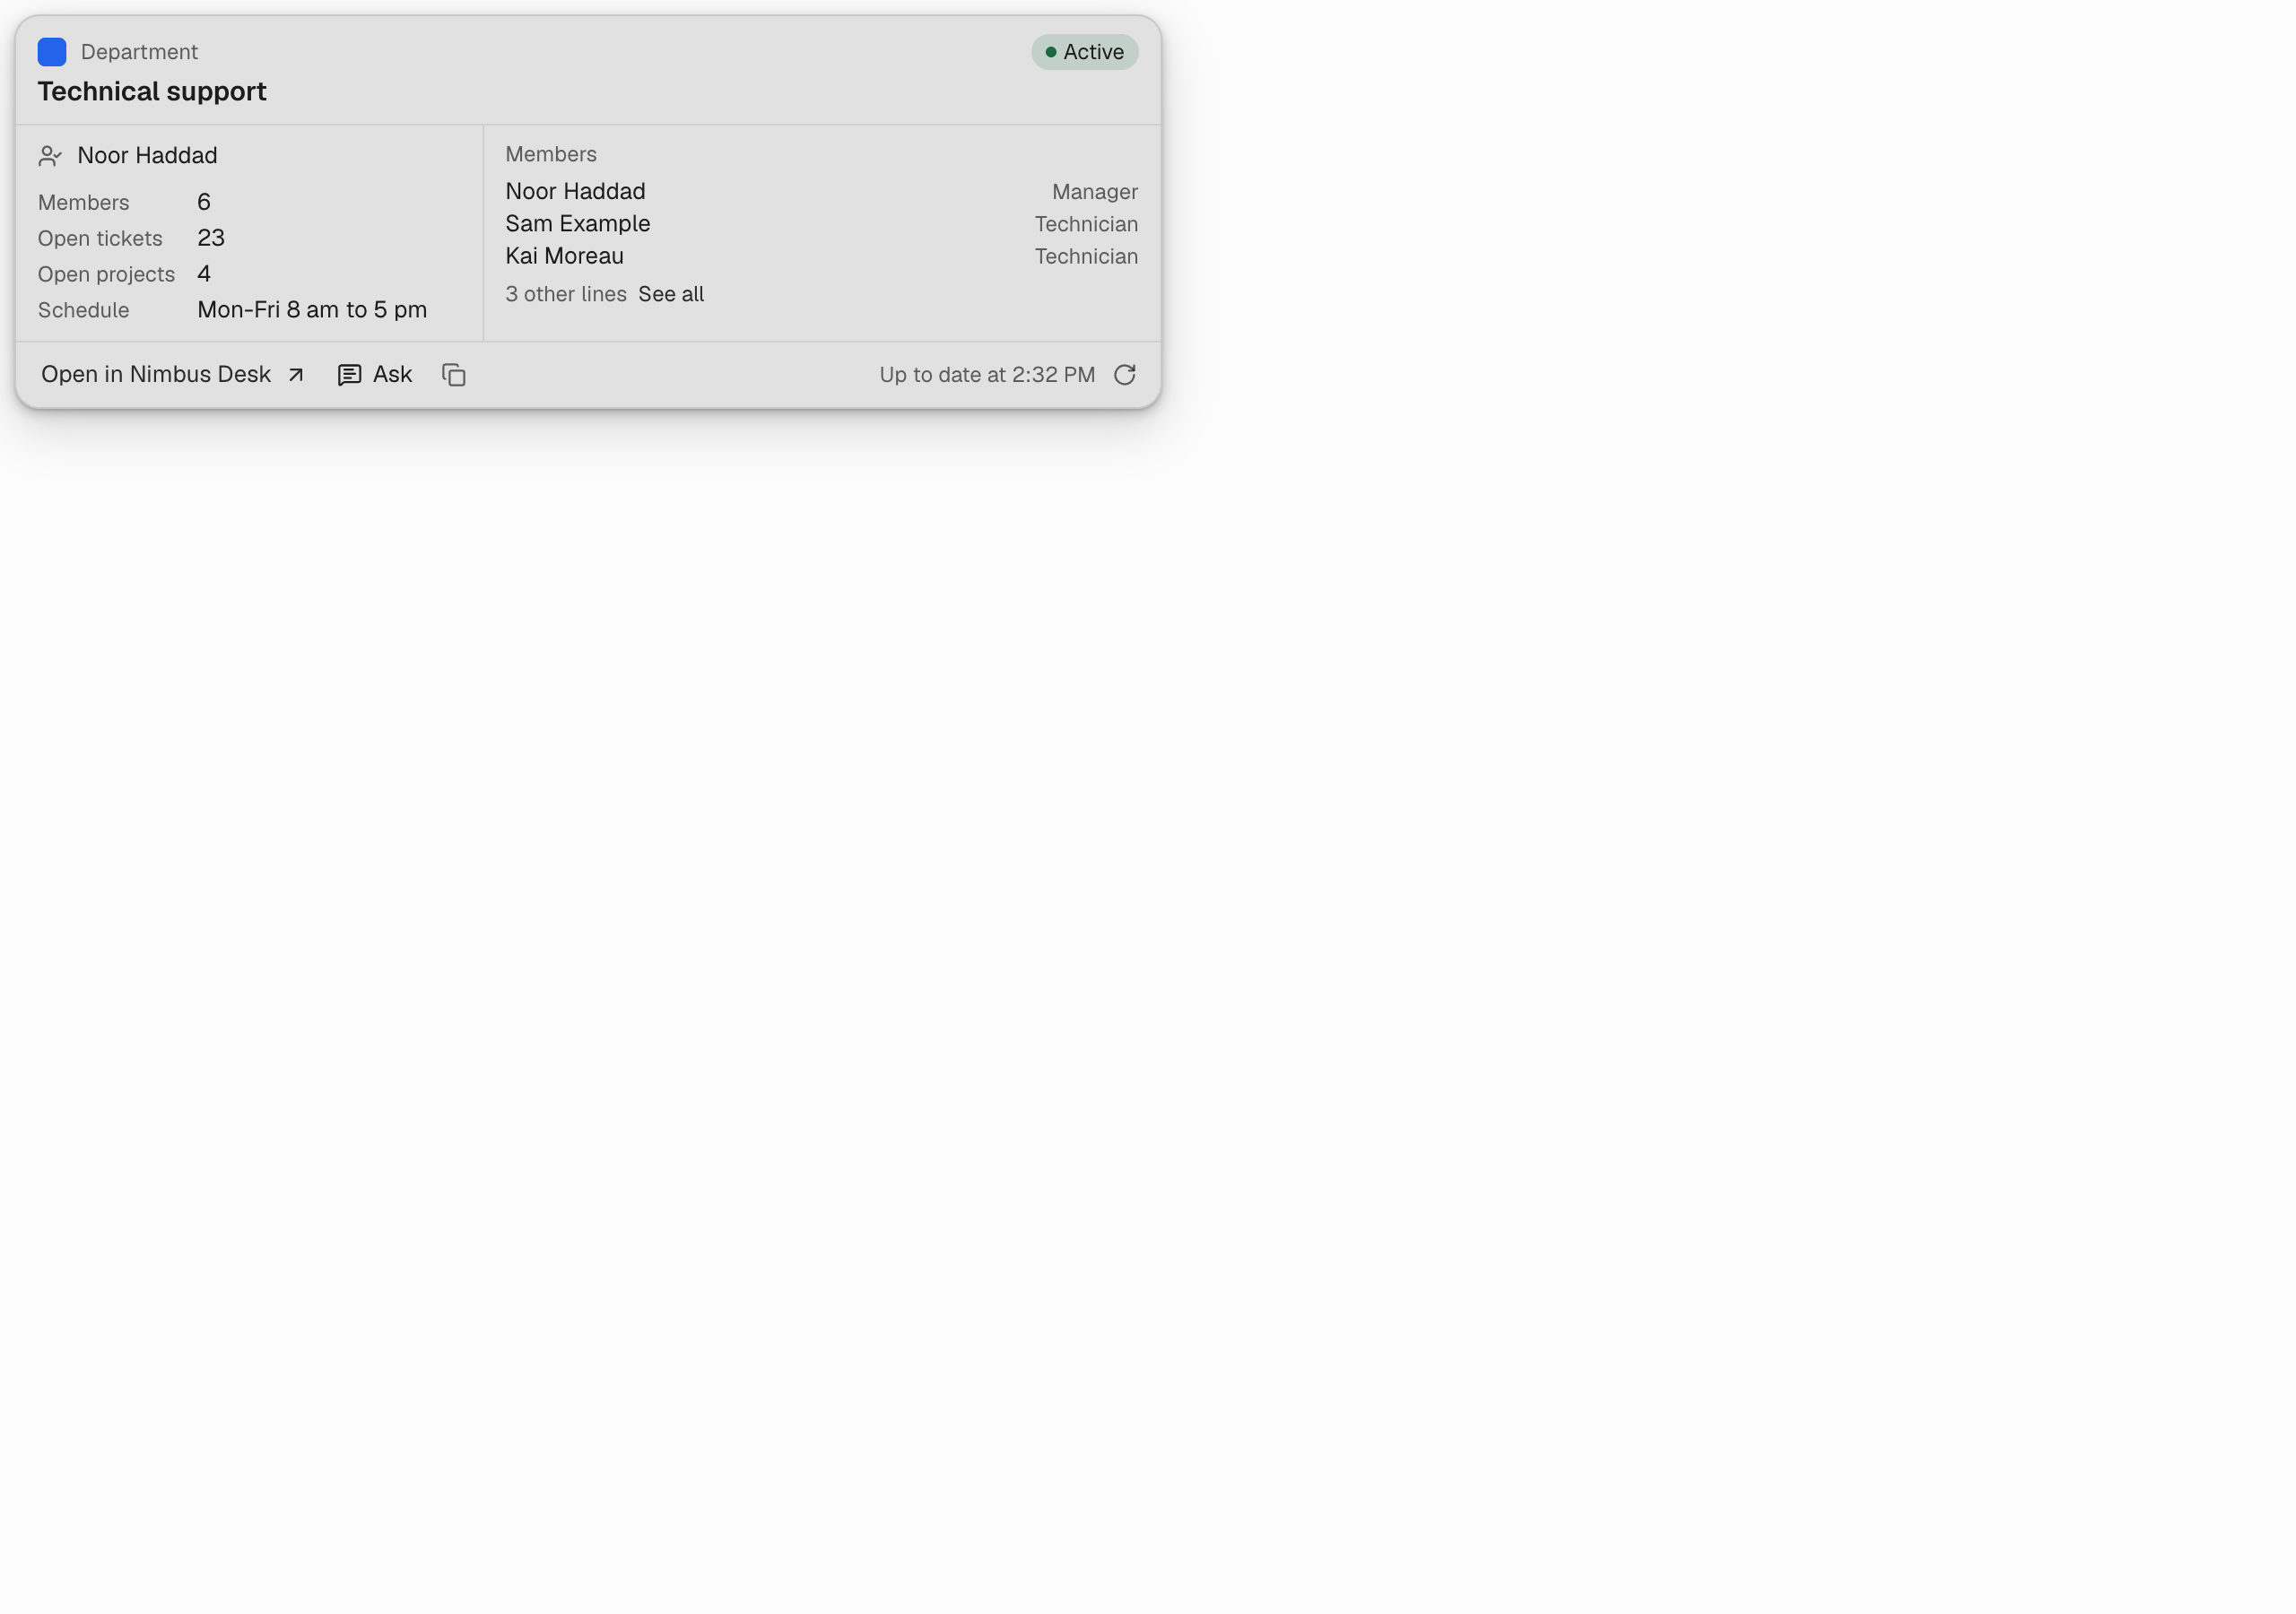 Department
Active
Technical support
Noor Haddad
Members 6
Open tickets 23
Open projects 4
Schedule Mon-Fri 8 am to 5 pm
Members
Noor Haddad Manager
Sam Example Technician
Kai Moreau Technician
3 other lines See all
Open in Nimbus Desk Ask Up to date at 2:32 PM